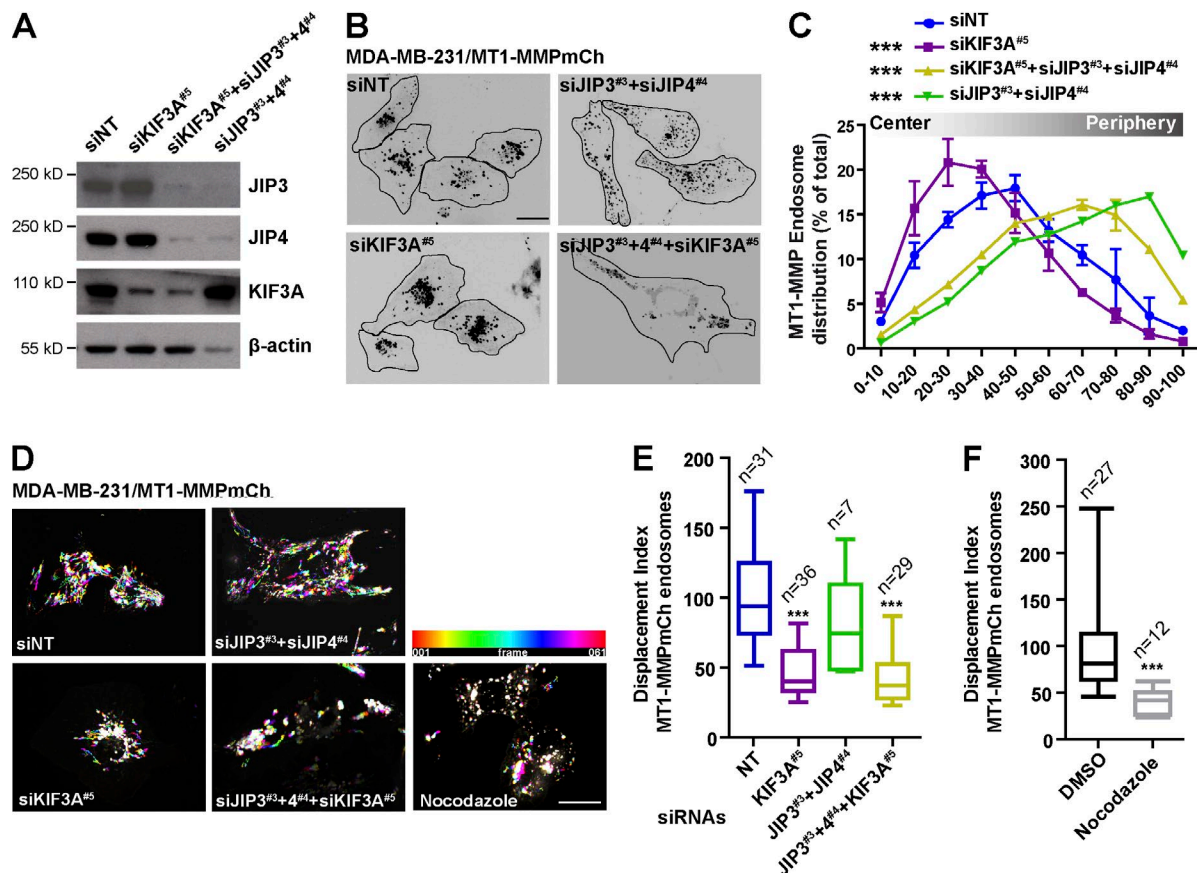 A
siNT
siKIF3A#5
siKIF3A#5+siJIP3#3+4#4
siJIP3#3+4#4
250 kD
JIP3
250 kD
JIP4
110 kD
KIF3A
55 kD
β-actin
B
MDA-MB-231/MT1-MMPmCh
siNT
siJIP3#3+siJIP4#4
siKIF3A#5
siJIP3#3+4#4+siKIF3A#5
C
siNT
*** siKIF3A#5
*** siKIF3A#5+siJIP3#3+siJIP4#4
*** siJIP3#3+siJIP4#4
Center Periphery
MT1-MMP Endosome
distribution (% of total)
25
20
15
10
5
0
0-10
10-20
20-30
30-40
40-50
50-60
60-70
70-80
80-90
90-100
D
MDA-MB-231/MT1-MMPmCh
siNT
siJIP3#3+siJIP4#4
001 frame 061
siKIF3A#5
siJIP3#3+4#4+siKIF3A#5
Nocodazole
E
Displacement Index
MT1-MMPmCh endosomes
200
150
100
50
0
n=31
n=36
***
n=7
n=29
***
NT
KIF3A#5
JIP3#3+JIP4#4
JIP3#3+4#4+KIF3A#5
siRNAs
F
Displacement Index
MT1-MMPmCh endosomes
300
250
200
150
100
50
0
n=27
n=12
***
DMSO
Nocodazole